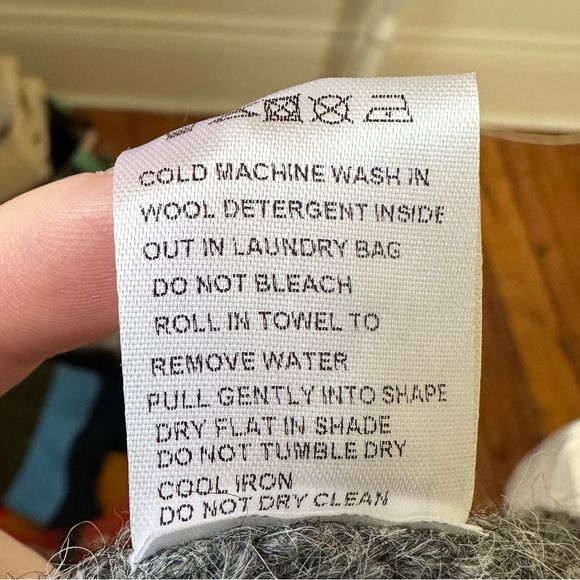 COLD MACHINE WASH IN
WOOL DETERGENT INSIDE
OUT IN LAUNDRY BAG
DO NOT BLEACH
ROLL IN TOWEL TO
REMOVE WATER
PULL GENTLY INTO SHAPE
DRY FLAT IN SHADE
DO NOT TUMBLE DRY
COOL IRON
DO NOT DRY CLEAN